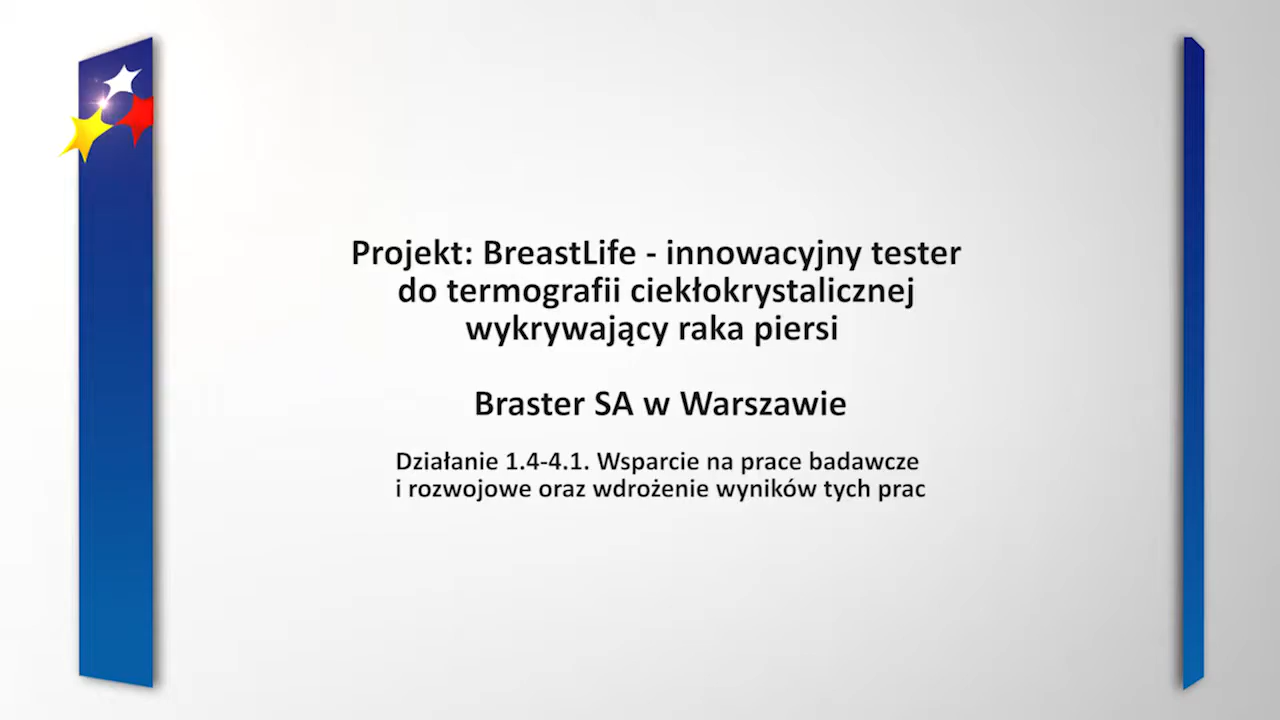 Projekt: BreastLife - innowacyjny tester
do termografii ciekłokrystalicznej
wykrywający raka piersi
Braster SA w Warszawie
Działanie 1.4-4.1. Wsparcie na prace badawcze
i rozwojowe oraz wdrożenie wyników tych prac